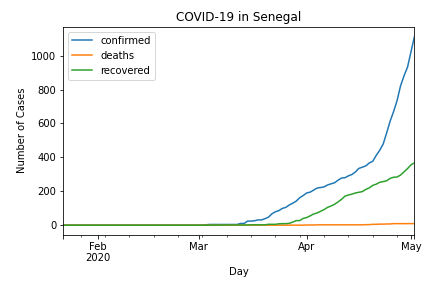 COVID-19 in Senegal
confirmed
deaths
recovered
Number of Cases
1000
800
600
400
200
0
Feb
2020
Mar
Apr
May
Day